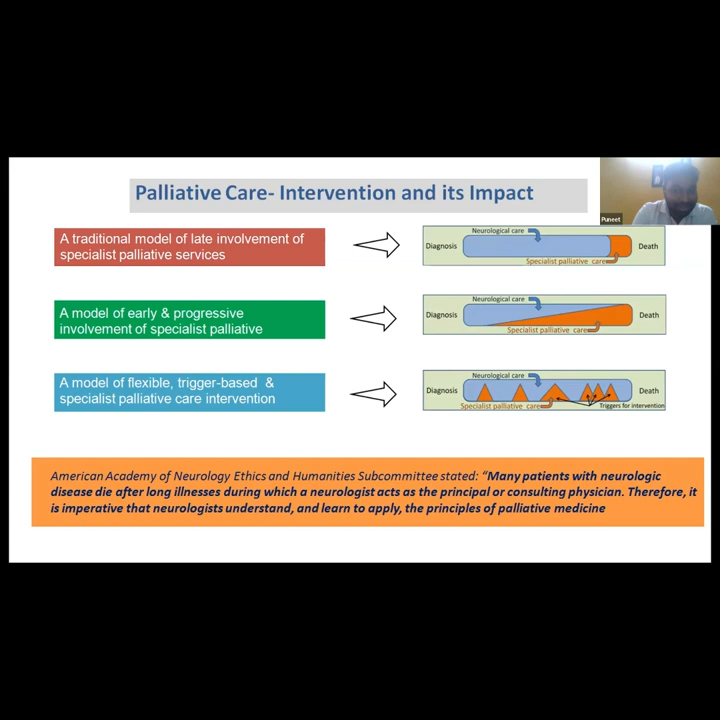 Palliative Care- Intervention and its Impact
Puneet
A traditional model of late involvement of
specialist palliative services
Neurological care
Diagnosis
Death
Specialist palliative care
A model of early & progressive
involvement of specialist palliative
Neurological care
Diagnosis
Death
Specialist palliative care
A model of flexible, trigger-based &
specialist palliative care intervention
Neurological care
Diagnosis
Death
Specialist palliative care
Triggers for intervention
American Academy of Neurology Ethics and Humanities Subcommittee stated: “Many patients with neurologic
disease die after long illnesses during which a neurologist acts as the principal or consulting physician. Therefore, it
is imperative that neurologists understand, and learn to apply, the principles of palliative medicine